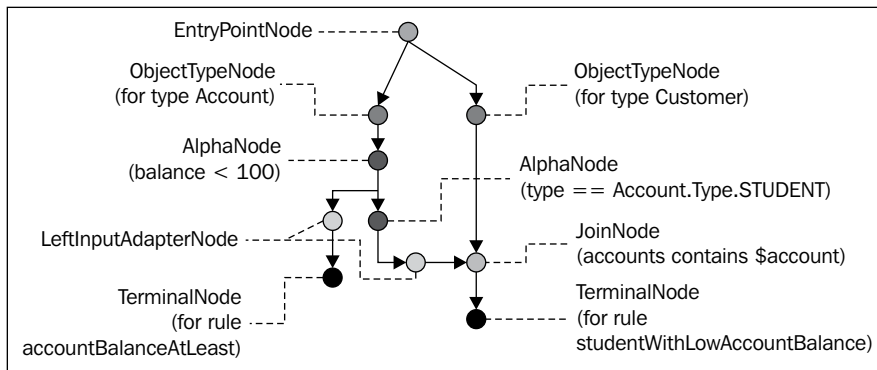 EntryPointNode
ObjectTypeNode
(for type Account)
ObjectTypeNode
(for type Customer)
AlphaNode
(balance < 100)
AlphaNode
(type == Account.Type.STUDENT)
LeftInputAdapterNode
JoinNode
(accounts contains $account)
TerminalNode
(for rule
accountBalanceAtLeast)
TerminalNode
(for rule
studentWithLowAccountBalance)